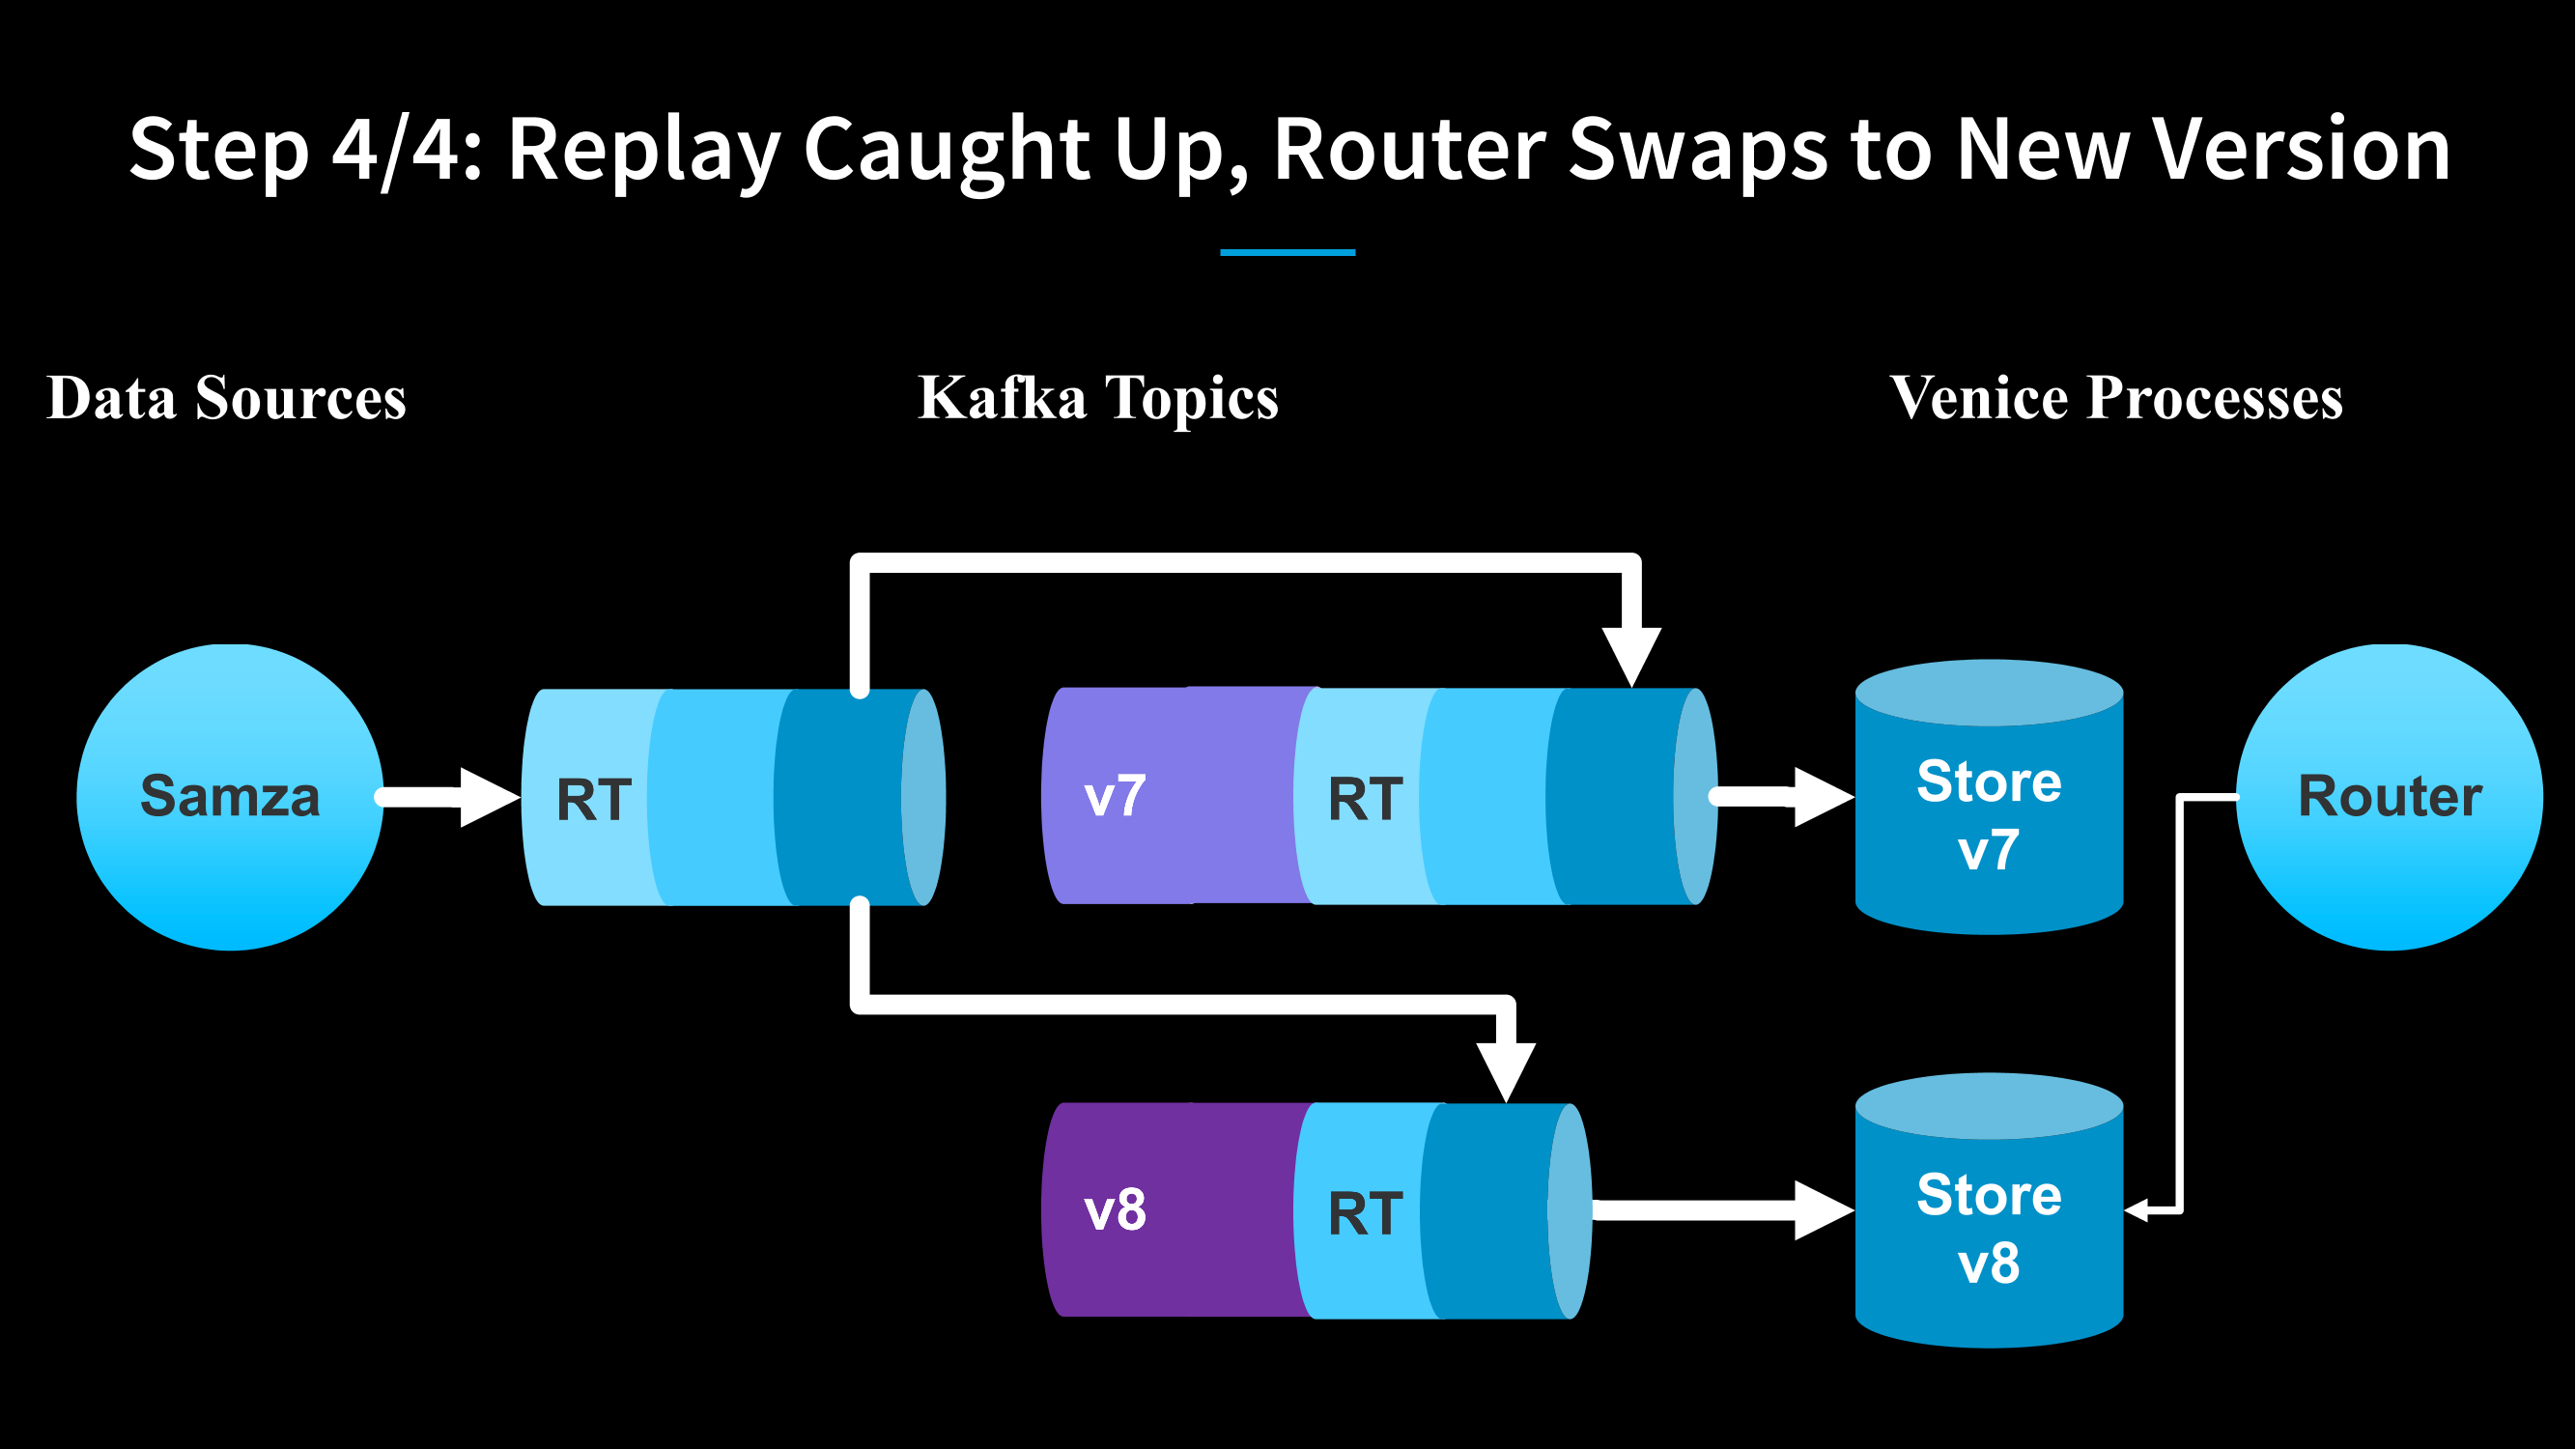 Step 4/4: Replay Caught Up, Router Swaps to New Version
Data Sources
Kafka Topics
Venice Processes
Samza
RT
v7
RT
Store
v7
Router
v8
RT
Store
v8